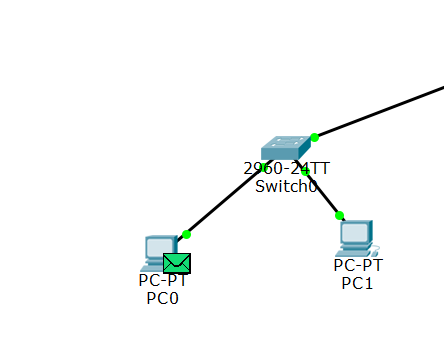 2960-24TT
Switch0
PC-PT
PC0
PC-PT
PC1